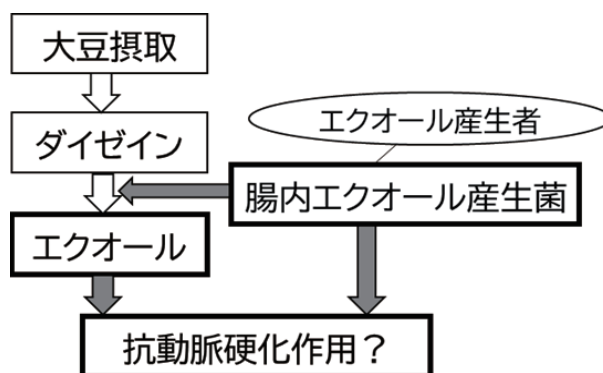 大豆摂取
ダイゼイン
エクオール産生者
腸内エクオール産生菌
エクオール
抗動脈硬化作用？